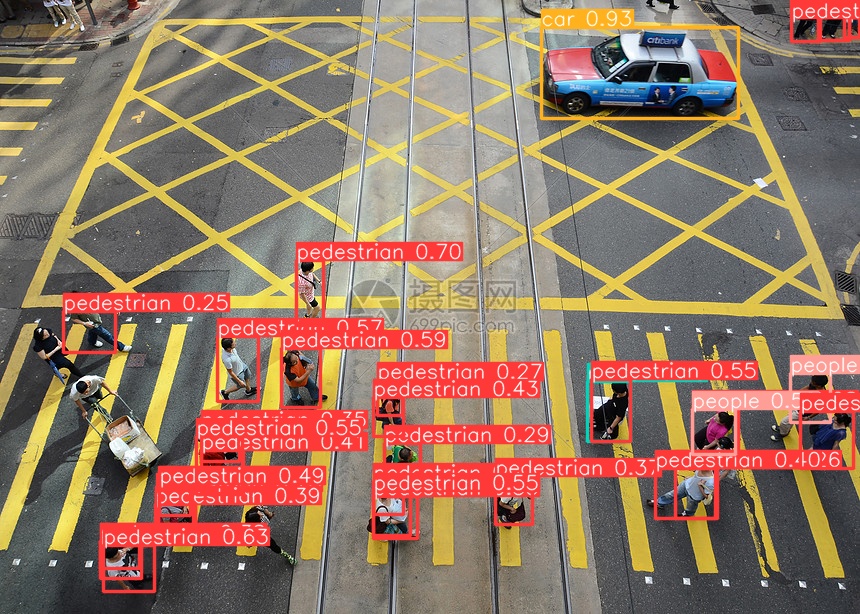 car 0.93
pedest
citibank
pedestrian 0.70
pedestrian 0.25
摄图网
699pic.com
pedestrian 0.57
pedestrian 0.59
pedestrian 0.27
pedestrian 0.55
people
pedestrian 0.43
people 0.5
pedes
pedestrian 0.55
pedestrian 0.41
pedestrian 0.29
pedestrian 0.49
pedestrian 0.37
pedestrian 0.40
pedestrian 0.55
pedestrian 0.39
pedestrian 0.63